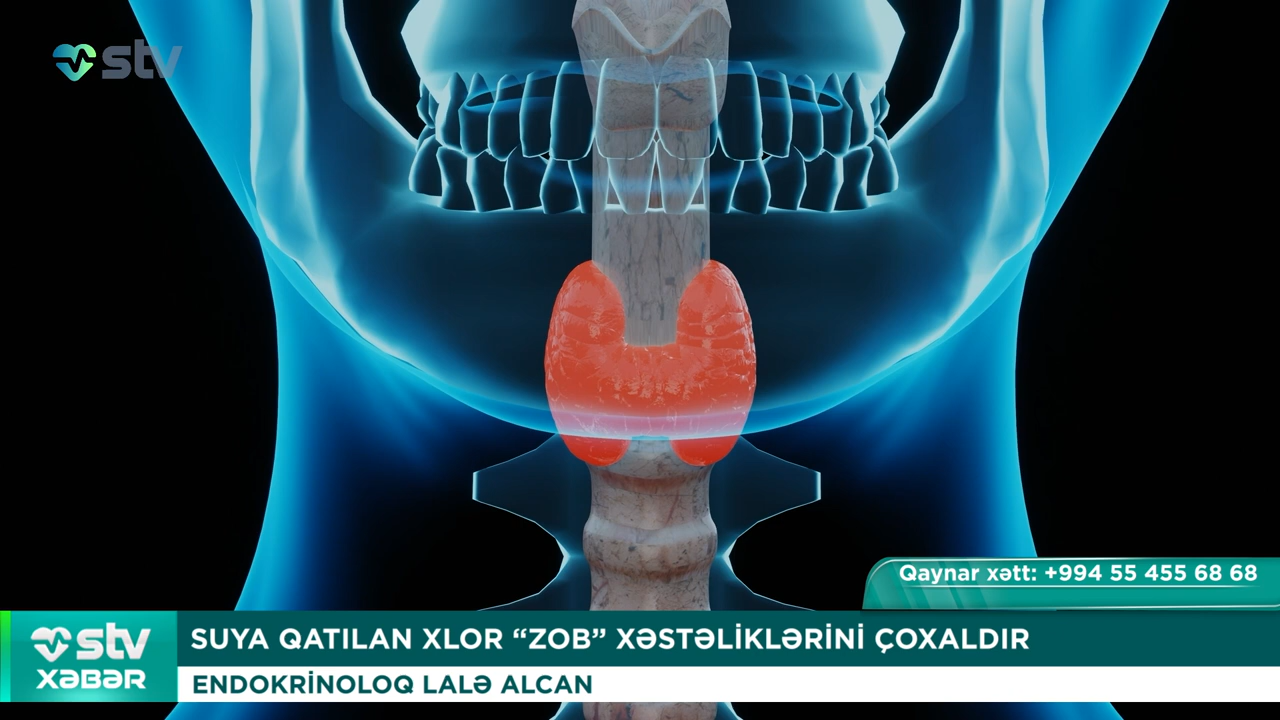 stv
Qaynar xətt: +994 55 455 68 68
stv
XƏBƏR
SUYA QATILAN XLOR “ZOB” XƏSTƏLİKLƏRİNİ ÇOXALDIR
ENDOKRİNOLOQ LALƏ ALCAN